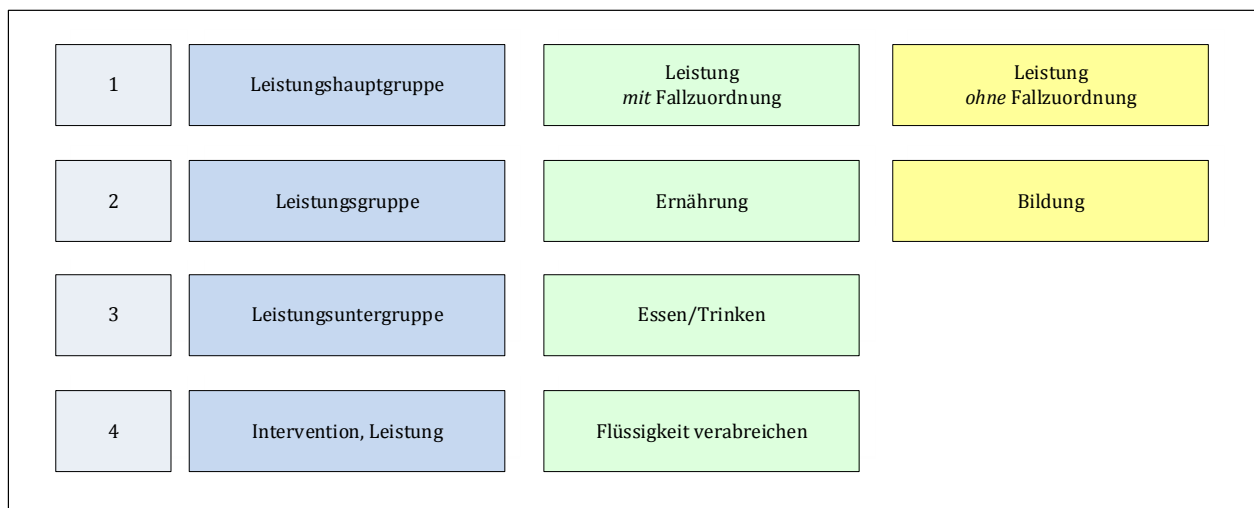 1
Leistungshauptgruppe
Leistung
mit Fallzuordnung
Leistung
ohne Fallzuordnung
2
Leistungsgruppe
Ernährung
Bildung
3
Leistungsuntergruppe
Essen/Trinken
4
Intervention, Leistung
Flüssigkeit verabreichen